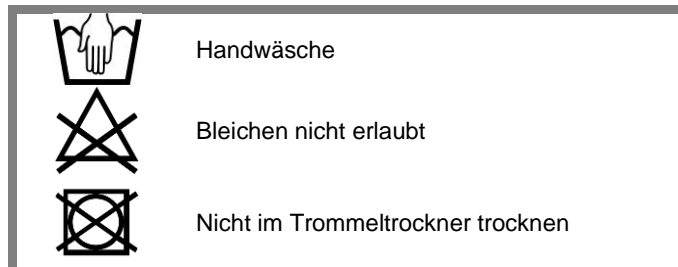 Handwäsche
Bleichen nicht erlaubt
Nicht im Trommeltrockner trocknen